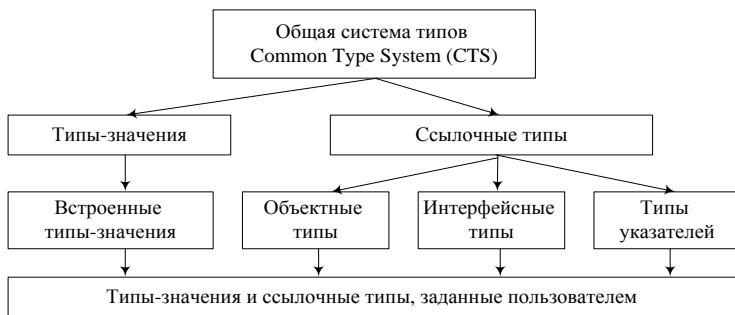 Общая система типов
Common Type System (CTS)
Типы-значения
Ссылочные типы
Встроенные
типы-значения
Объектные
типы
Интерфейсные
типы
Типы
указателей
Типы-значения и ссылочные типы, заданные пользователем